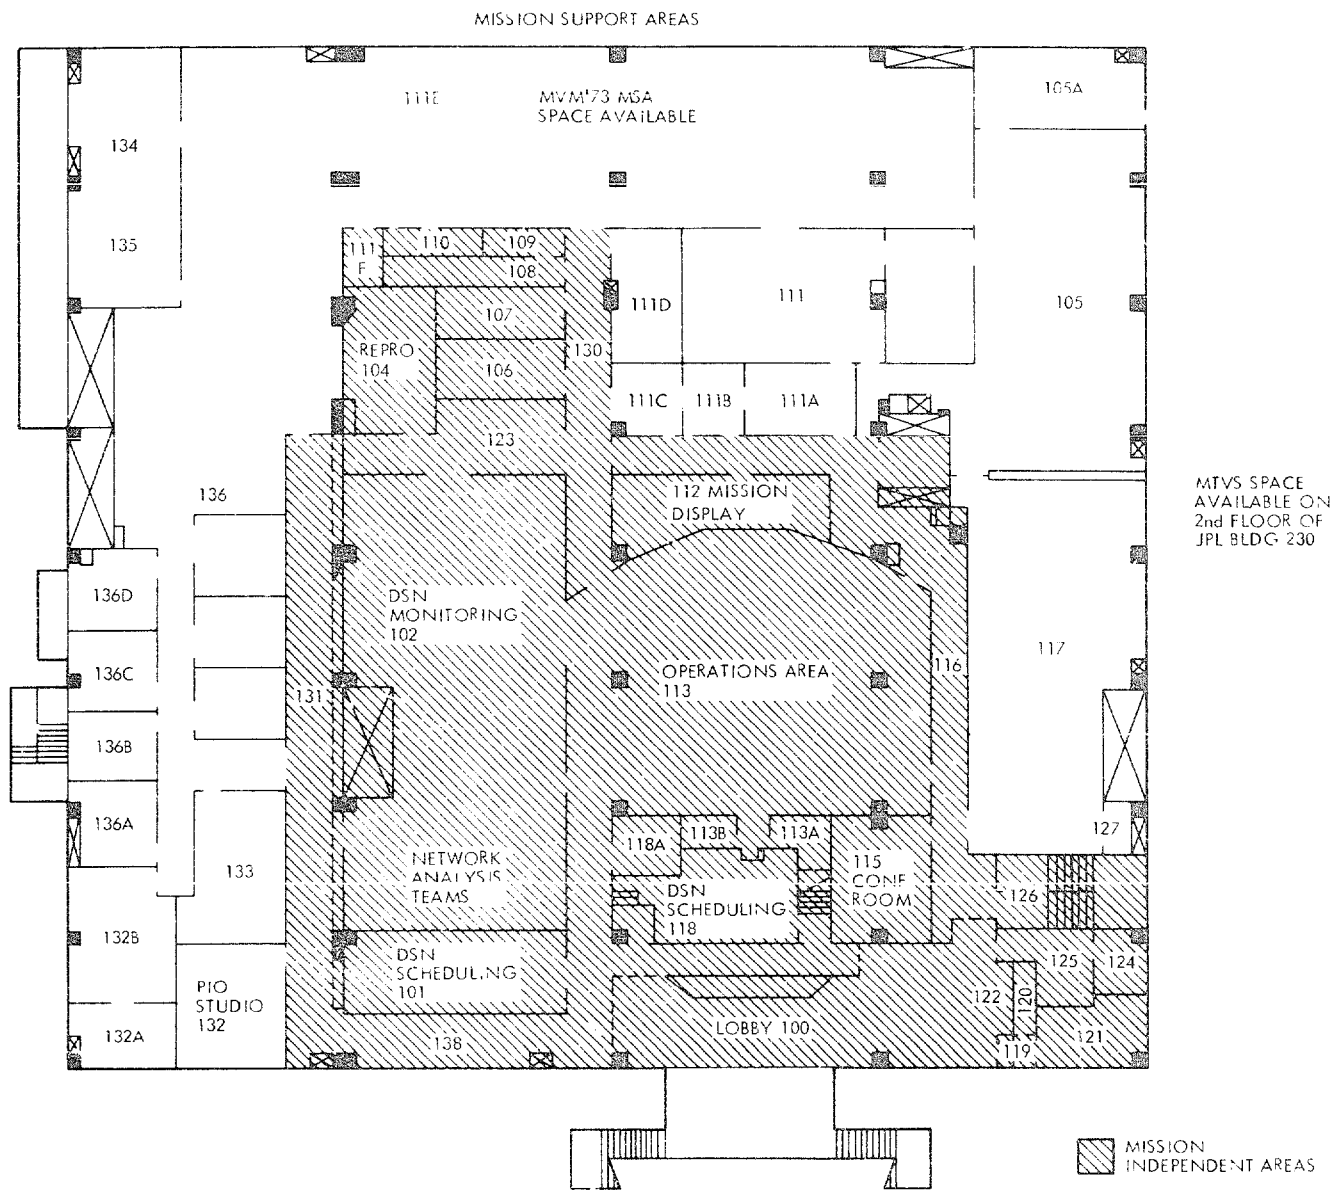 MISSION SUPPORT AREAS
105A
111E
MVM'73 MSA
SPACE AVAILABLE
134
135
111
F
110
109
108
111D
111
105
107
130
REPRO
104
106
111C
111B
111A
123
136
112 MISSION
DISPLAY
MTVS SPACE
AVAILABLE ON
2nd FLOOR OF
JPL BLDG 230
136D
DSN
MONITORING
102
136C
OPERATIONS AREA
113
116
117
131
136B
136A
118A
113B
113A
127
133
NETWORK
ANALYSIS
TEAMS
DSN
SCHEDULING
118
115
CONF
ROOM
126
132B
DSN
SCHEDULING
101
125
124
PIO
STUDIO
132
122
120
132A
138
LOBBY 100
119
121
MISSION
INDEPENDENT AREAS